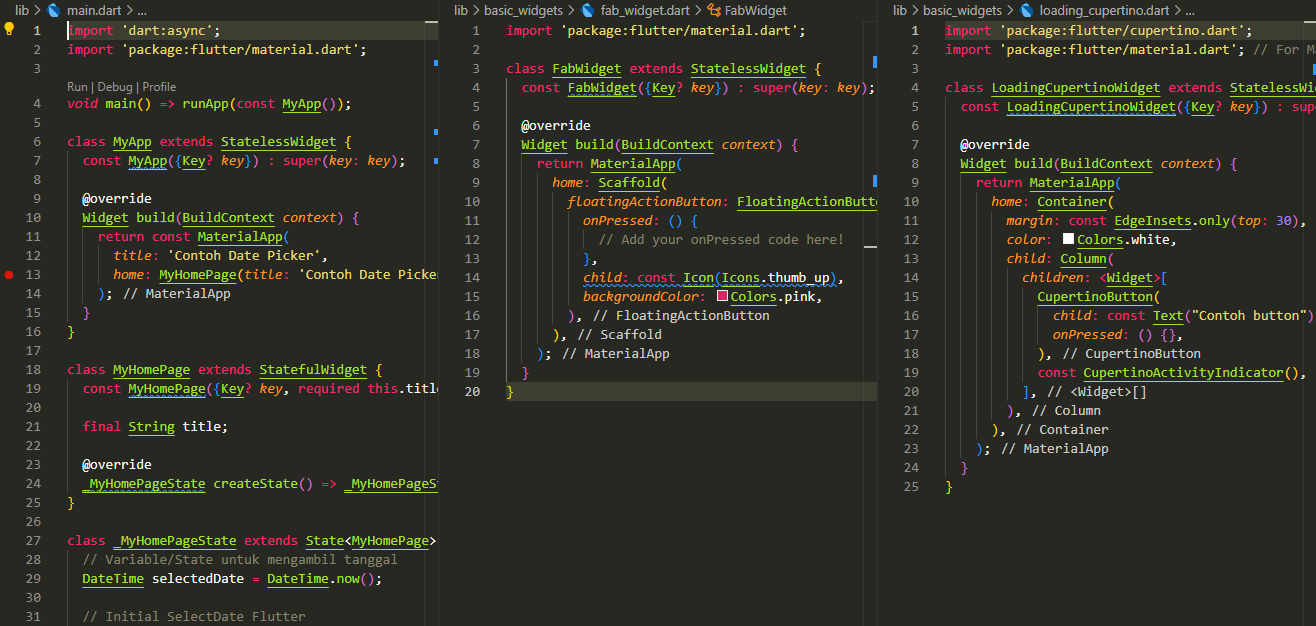 lib > main.dart > ...
1 import 'dart:async';
2 import 'package:flutter/material.dart';
3
Run | Debug | Profile
4 void main() => runApp(const MyApp());
5
6 class MyApp extends StatelessWidget {
7 const MyApp({Key? key}) : super(key: key);
8
9 @override
10 Widget build(BuildContext context) {
11 return const MaterialApp(
12 title: 'Contoh Date Picker',
13 home: MyHomePage(title: 'Contoh Date Picke
14 ); // MaterialApp
15 }
16 }
17
18 class MyHomePage extends StatefulWidget {
19 const MyHomePage({Key? key, required this.title
20
21 final String title;
22
23 @override
24 _MyHomePageState createState() => _MyHomePageS
25 }
26
27 class _MyHomePageState extends State<MyHomePage>
28 // Variable/State untuk mengambil tanggal
29 DateTime selectedDate = DateTime.now();
30
31 // Initial SelectDate Flutter
lib > basic_widgets > fab_widget.dart > FabWidget
1 import 'package:flutter/material.dart';
2
3 class FabWidget extends StatelessWidget {
4 const FabWidget({Key? key}) : super(key: key);
5
6 @override
7 Widget build(BuildContext context) {
8 return MaterialApp(
9 home: Scaffold(
10 floatingActionButton: FloatingActionButto
11 onPressed: () {
12 // Add your onPressed code here!
13 },
14 child: const Icon(Icons.thumb_up),
15 backgroundColor: Colors.pink,
16 ), // FloatingActionButton
17 ), // Scaffold
18 ); // MaterialApp
19 }
20 }
lib > basic_widgets > loading_cupertino.dart > ...
1 import 'package:flutter/cupertino.dart';
2 import 'package:flutter/material.dart'; // For M
3
4 class LoadingCupertinoWidget extends StatelessWi
5 const LoadingCupertinoWidget({Key? key}) : sup
6
7 @override
8 Widget build(BuildContext context) {
9 return MaterialApp(
10 home: Container(
11 margin: const EdgeInsets.only(top: 30),
12 color: Colors.white,
13 child: Column(
14 children: <Widget>[
15 CupertinoButton(
16 child: const Text("Contoh button")
17 onPressed: () {},
18 ), // CupertinoButton
19 const CupertinoActivityIndicator(),
20 ], // <Widget>[]
21 ), // Column
22 ), // Container
23 ); // MaterialApp
24 }
25 }